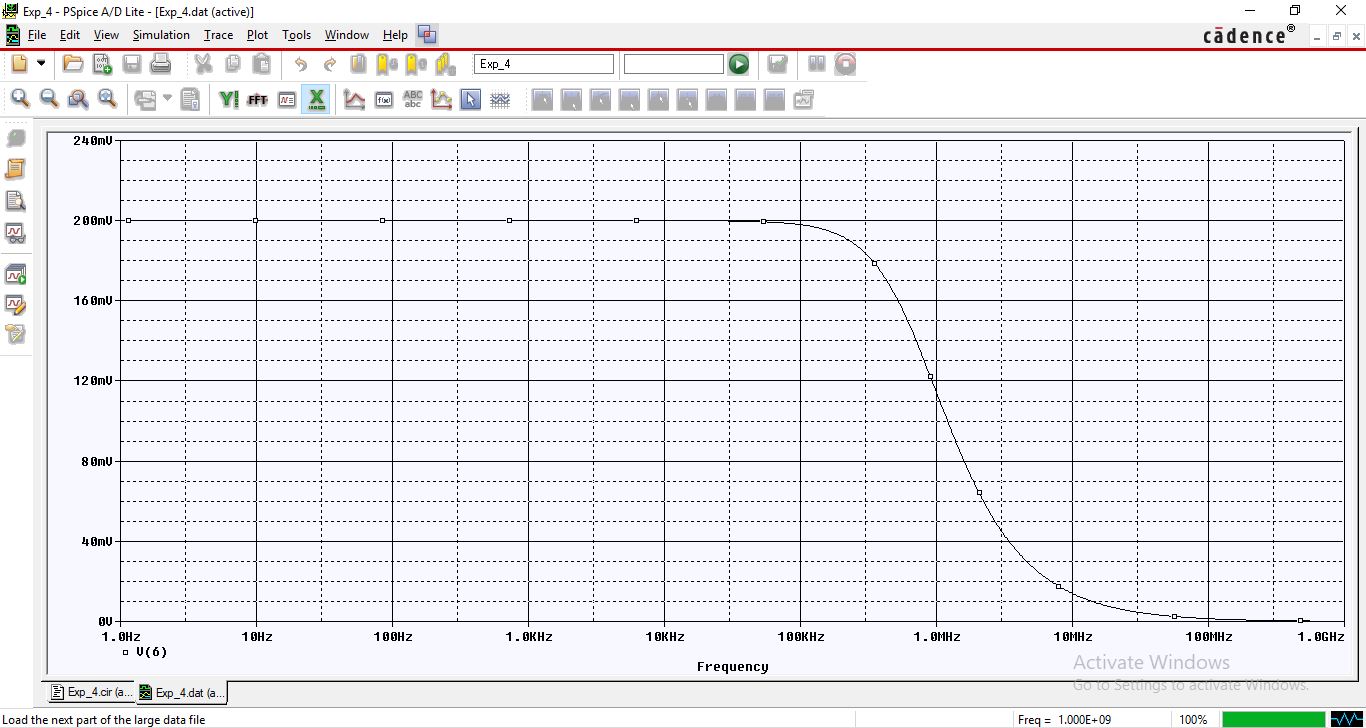 Exp_4 - PSpice A/D Lite - [Exp_4.dat (active)]
File Edit View Simulation Trace Plot Tools Window Help
cādence®
Exp_4
FFT
ABC
abc
240mV
200mV
160mV
120mV
80mV
40mV
0V
1.0Hz 10Hz 100Hz 1.0KHz 10KHz 100KHz 1.0MHz 10MHz 100MHz 1.0GHz
V(6)
Frequency
Activate Windows
Go to Settings to activate Windows.
Exp_4.cir (a... Exp_4.dat (a...
Load the next part of the large data file Freq = 1.000E+09 100%